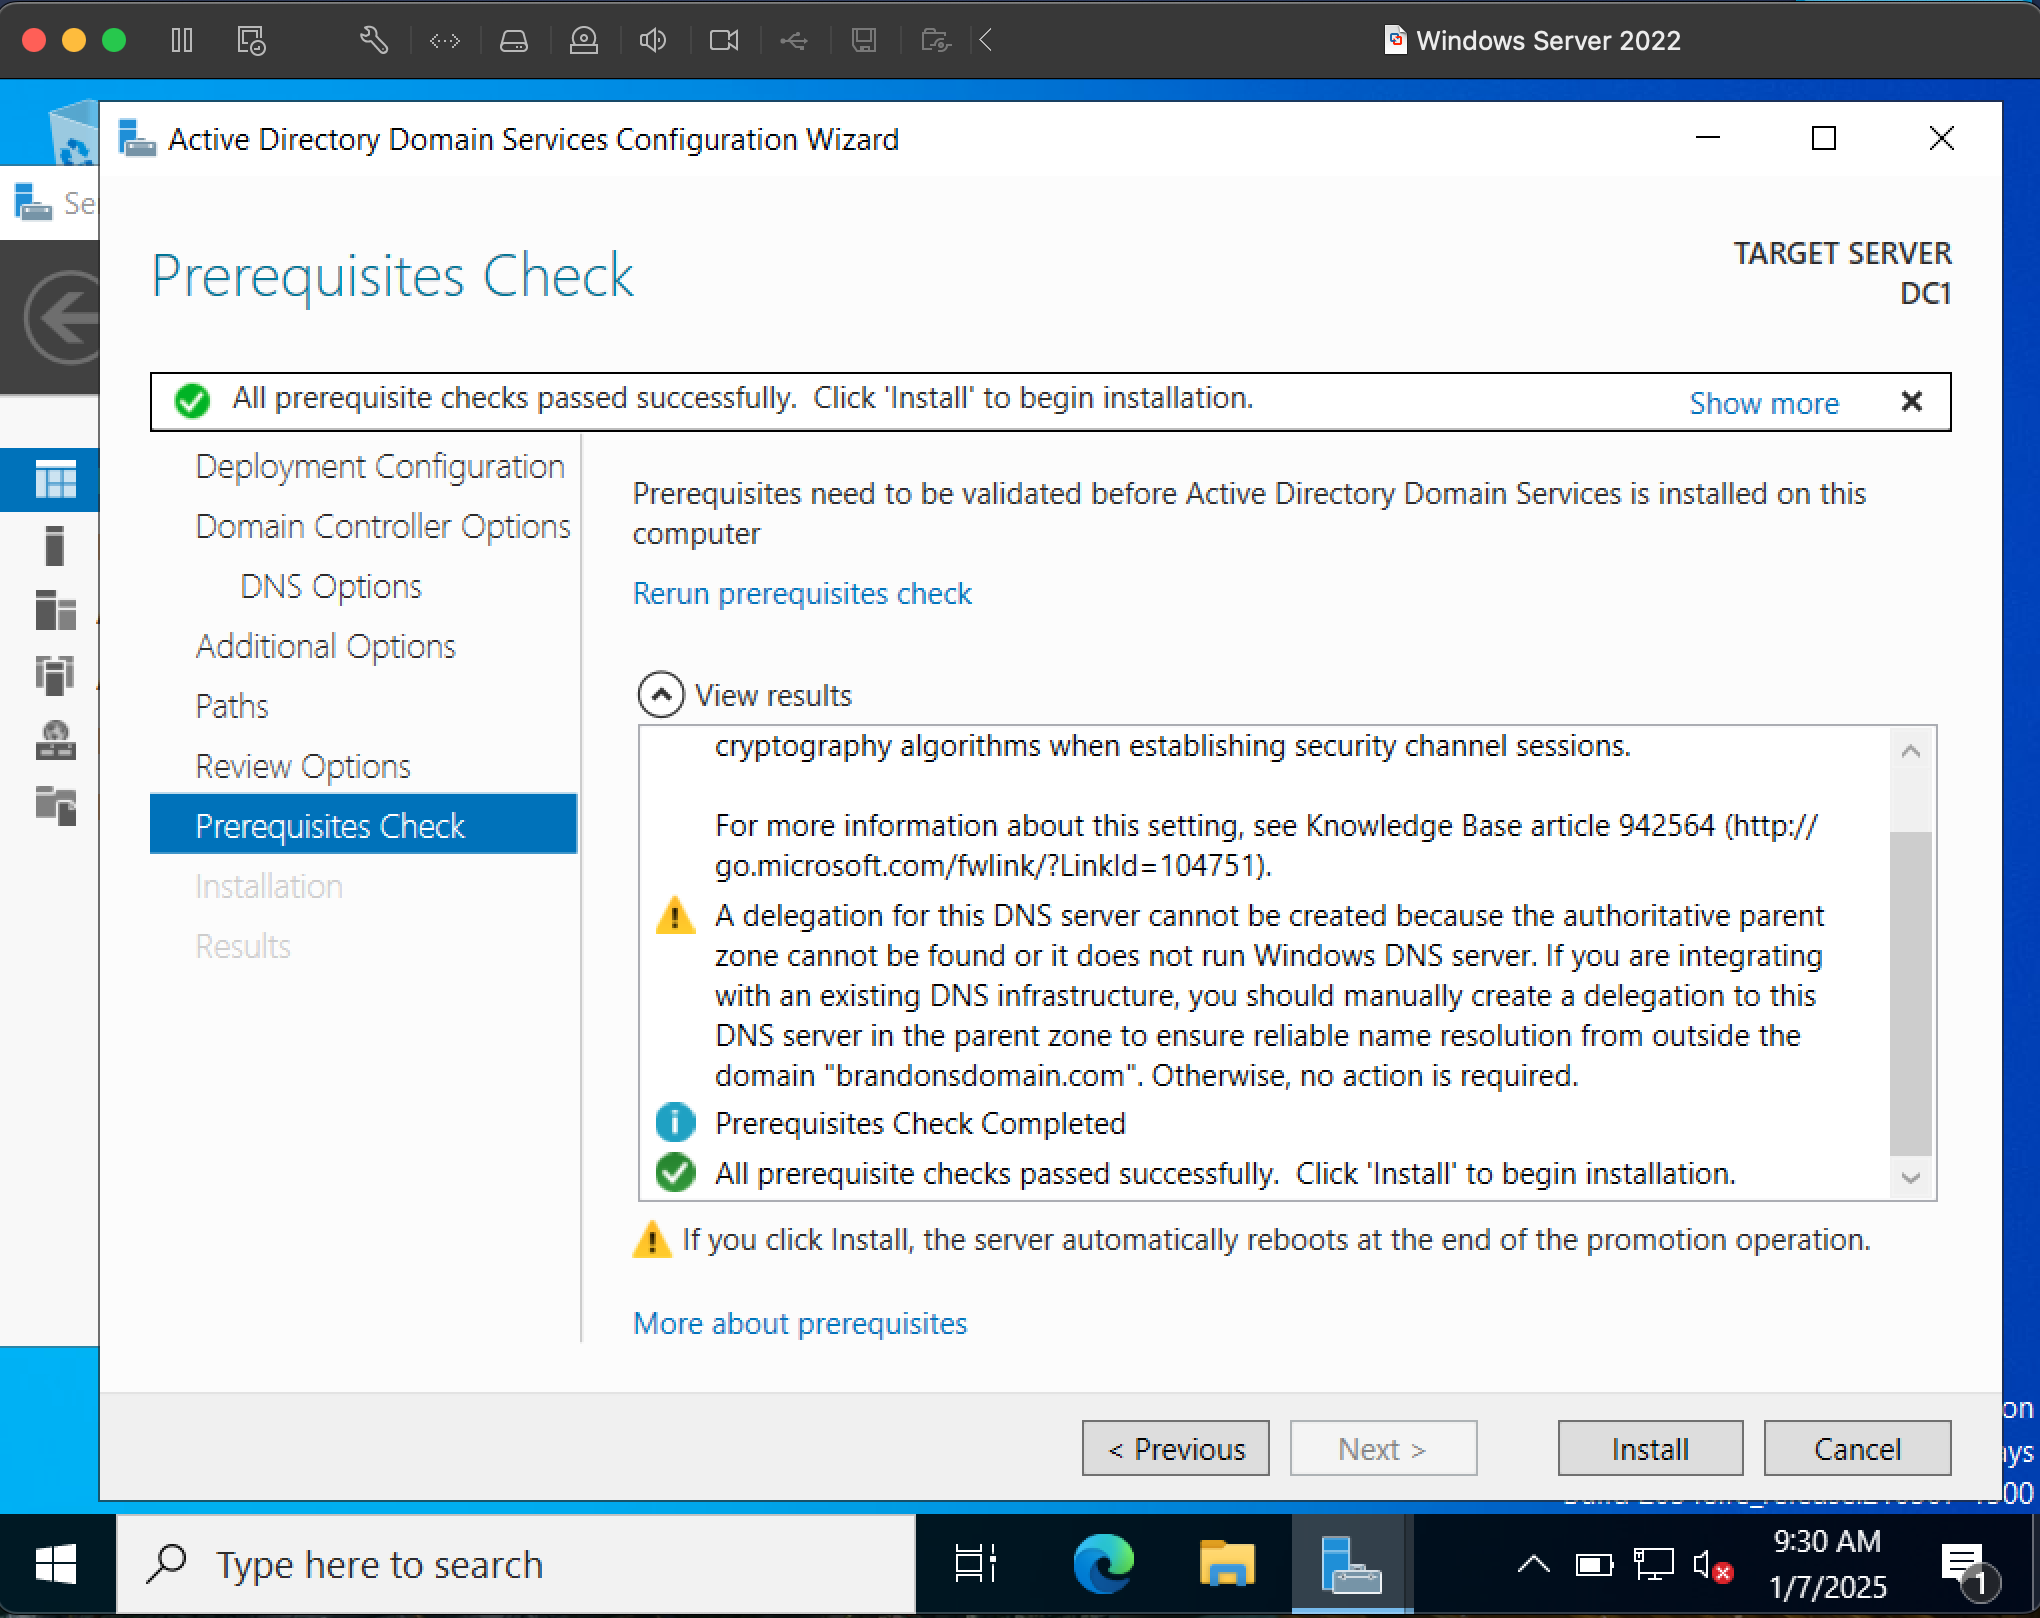 Windows Server 2022
Active Directory Domain Services Configuration Wizard
Prerequisites Check
TARGET SERVER
DC1
All prerequisite checks passed successfully.  Click 'Install' to begin installation.
Show more
Deployment Configuration
Domain Controller Options
DNS Options
Additional Options
Paths
Review Options
Prerequisites Check
Installation
Results
Prerequisites need to be validated before Active Directory Domain Services is installed on this
computer
Rerun prerequisites check
View results
cryptography algorithms when establishing security channel sessions.
For more information about this setting, see Knowledge Base article 942564 (http://
go.microsoft.com/fwlink/?LinkId=104751).
A delegation for this DNS server cannot be created because the authoritative parent
zone cannot be found or it does not run Windows DNS server. If you are integrating
with an existing DNS infrastructure, you should manually create a delegation to this
DNS server in the parent zone to ensure reliable name resolution from outside the
domain "brandonsdomain.com". Otherwise, no action is required.
Prerequisites Check Completed
All prerequisite checks passed successfully.  Click 'Install' to begin installation.
If you click Install, the server automatically reboots at the end of the promotion operation.
More about prerequisites
< Previous
Next >
Install
Cancel
Type here to search
9:30 AM
1/7/2025
1